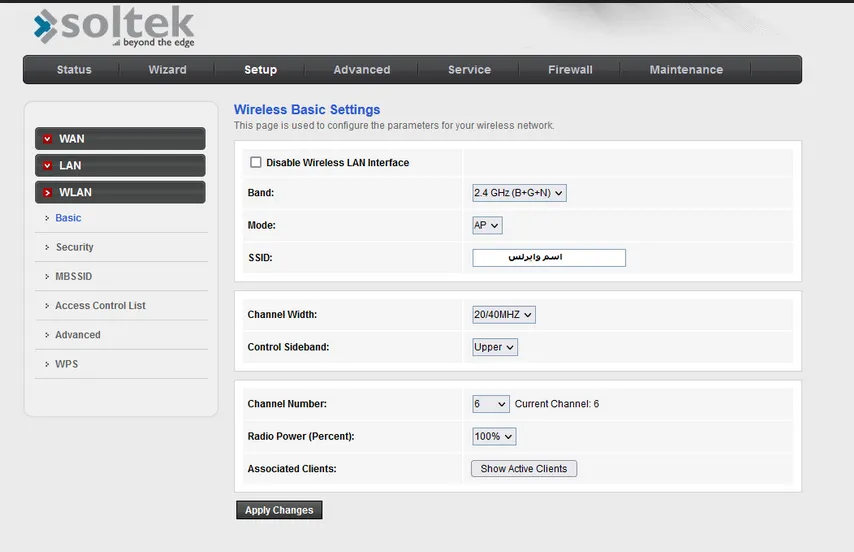 soltek
beyond the edge
Status Wizard Setup Advanced Service Firewall Maintenance
WAN
LAN
WLAN
Basic
Security
MBSSID
Access Control List
Advanced
WPS
Wireless Basic Settings
This page is used to configure the parameters for your wireless network.
Disable Wireless LAN Interface
Band: 2.4 GHz (B+G+N)
Mode: AP
SSID: اسم وایرلس
Channel Width: 20/40MHZ
Control Sideband: Upper
Channel Number: 6 Current Channel: 6
Radio Power (Percent): 100%
Associated Clients: Show Active Clients
Apply Changes